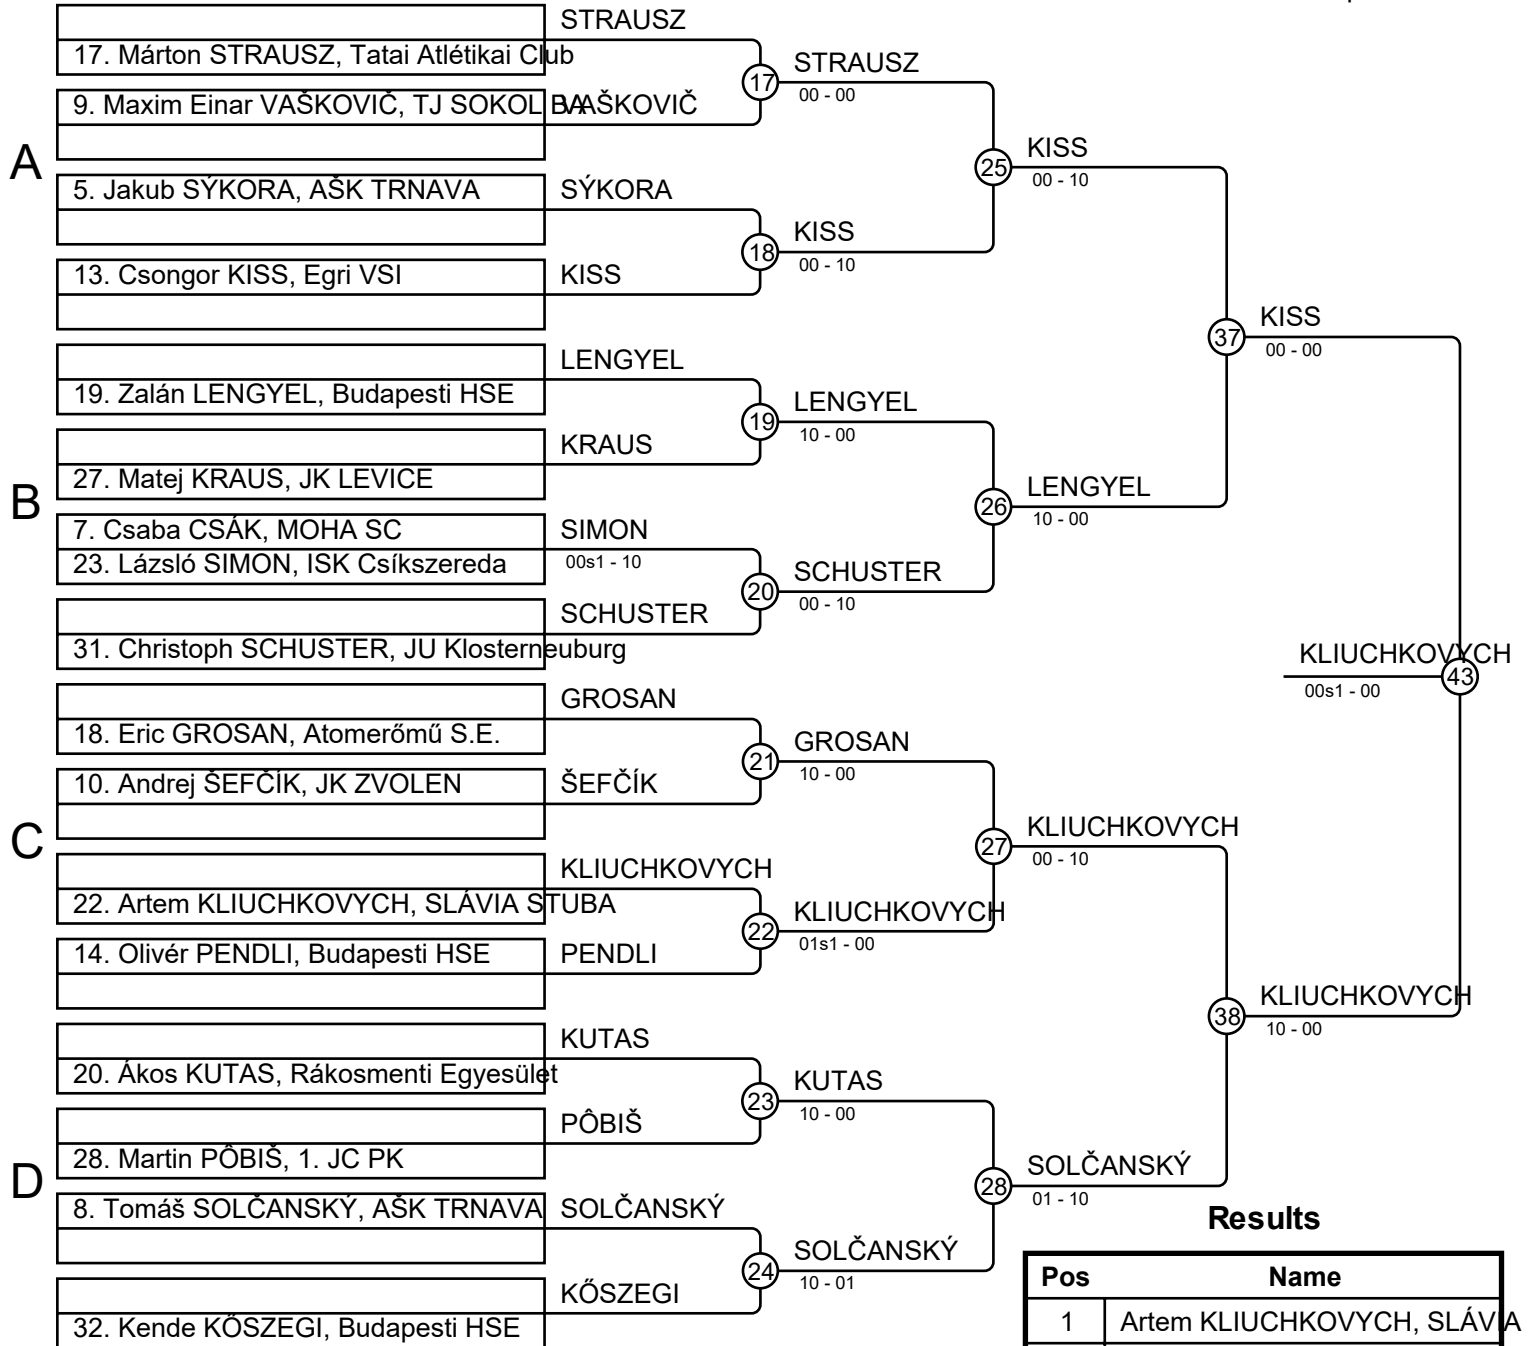 STRAUSZ
17. Márton STRAUSZ, Tatai Atlétikai Club
17
STRAUSZ
00 - 00
9. Maxim Einar VAŠKOVIČ, TJ SOKOL BA
VAŠKOVIČ
A
25
KISS
00 - 10
5. Jakub SÝKORA, AŠK TRNAVA
SÝKORA
18
KISS
00 - 10
13. Csongor KISS, Egri VSI
KISS
37
KISS
00 - 00
LENGYEL
19. Zalán LENGYEL, Budapesti HSE
19
LENGYEL
10 - 00
KRAUS
27. Matej KRAUS, JK LEVICE
B
26
LENGYEL
10 - 00
7. Csaba CSÁK, MOHA SC
SIMON
23. Lázsló SIMON, ISK Csíkszereda
00s1 - 10
20
SCHUSTER
00 - 10
SCHUSTER
31. Christoph SCHUSTER, JU Klosterneuburg
KLIUCHKOVYCH
43
00s1 - 00
GROSAN
18. Eric GROSAN, Atomerőmű S.E.
21
GROSAN
10 - 00
10. Andrej ŠEFČÍK, JK ZVOLEN
ŠEFČÍK
C
27
KLIUCHKOVYCH
00 - 10
KLIUCHKOVYCH
22. Artem KLIUCHKOVYCH, SLÁVIA STUBA
22
KLIUCHKOVYCH
01s1 - 00
14. Olivér PENDLI, Budapesti HSE
PENDLI
38
KLIUCHKOVYCH
10 - 00
KUTAS
20. Ákos KUTAS, Rákosmenti Egyesület
23
KUTAS
10 - 00
PÔBIŠ
28. Martin PÔBIŠ, 1. JC PK
D
28
SOLČANSKÝ
01 - 10
8. Tomáš SOLČANSKÝ, AŠK TRNAVA
SOLČANSKÝ
24
SOLČANSKÝ
10 - 01
KŐSZEGI
32. Kende KŐSZEGI, Budapesti HSE
Results
Pos Name
1 Artem KLIUCHKOVYCH, SLÁVIA